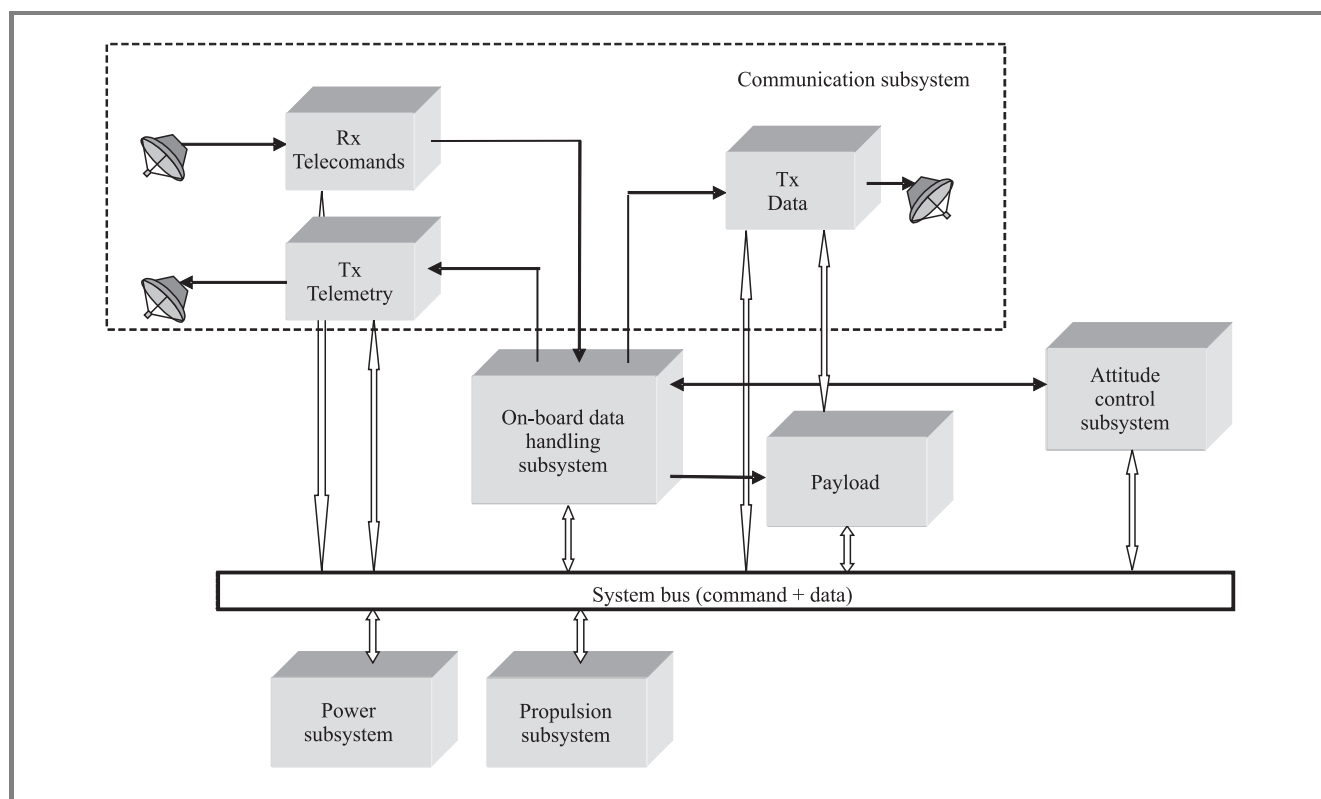 Communication subsystem
Rx
Telecomands
Tx
Data
Tx
Telemetry
On-board data
handling
subsystem
Attitude
control
subsystem
Payload
System bus (command + data)
Power
subsystem
Propulsion
subsystem